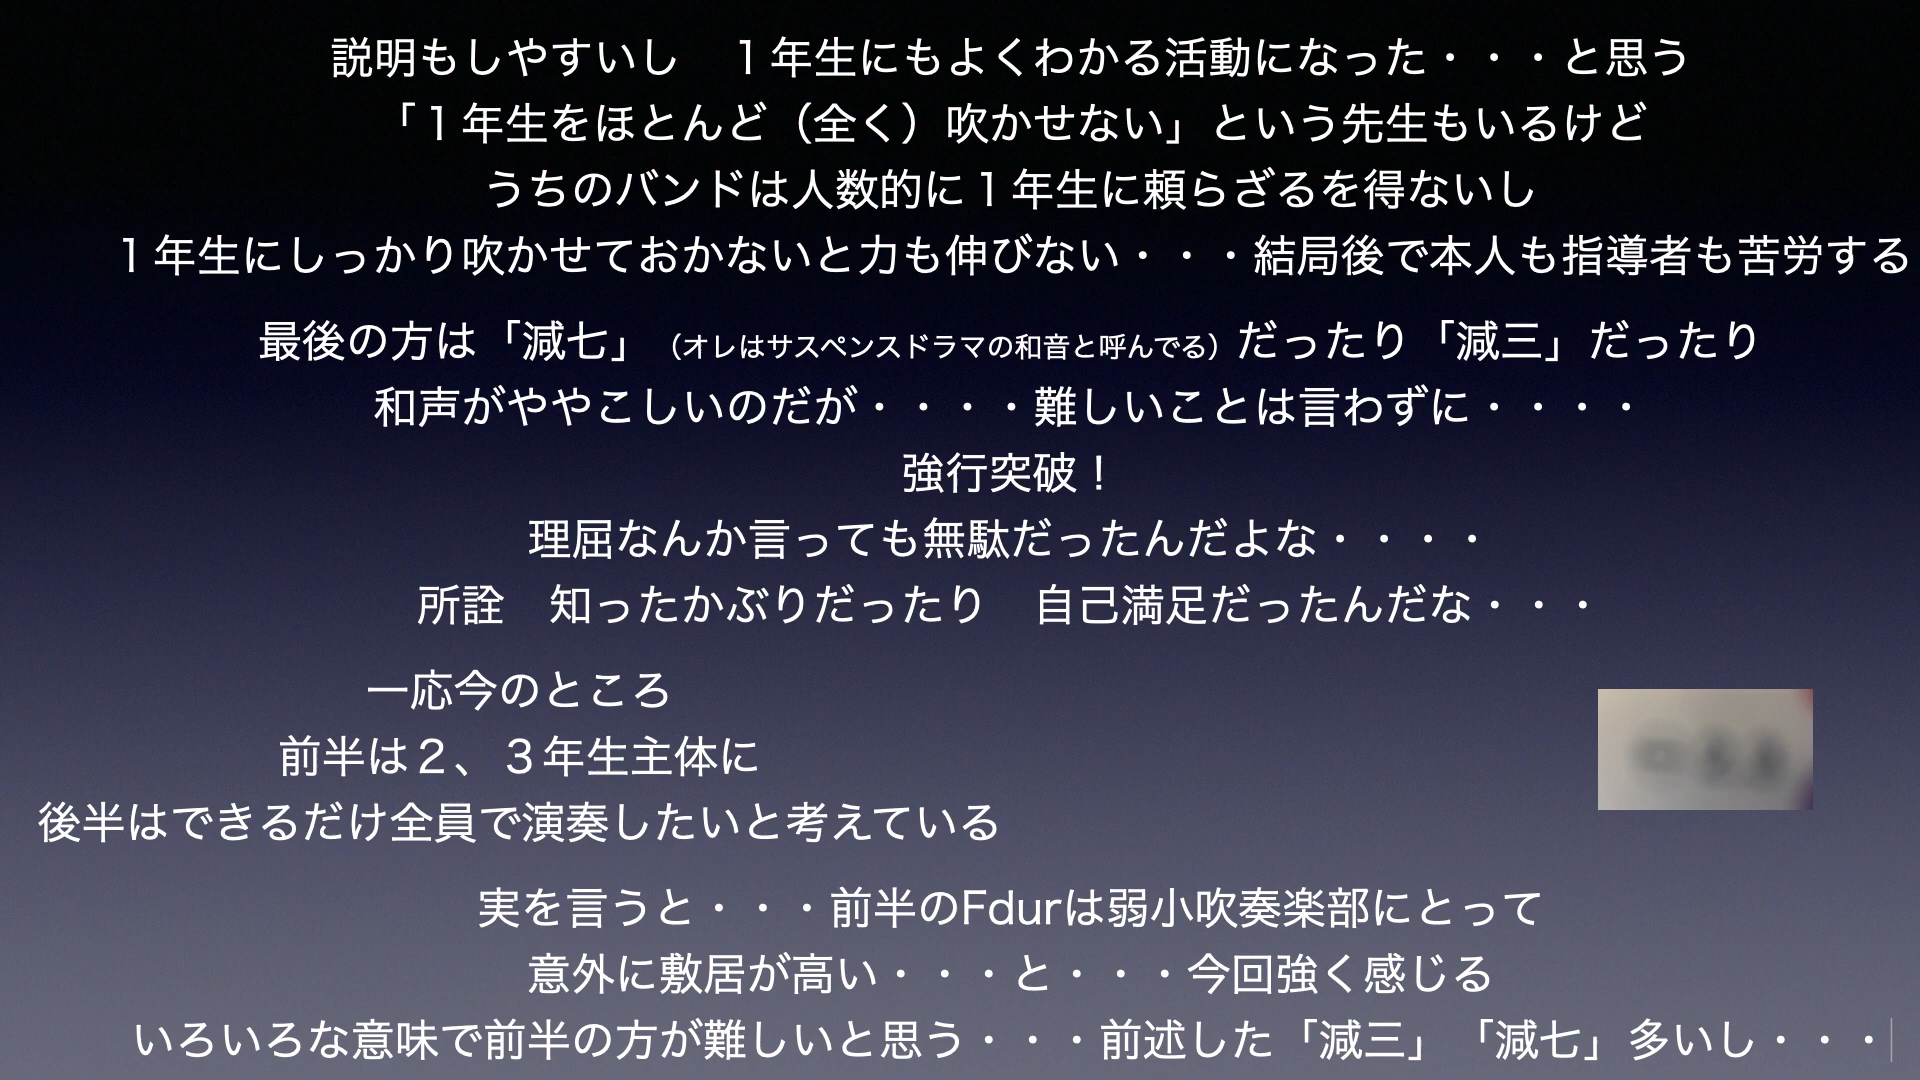 説明もしやすいし　１年生にもよくわかる活動になった・・・と思う
「１年生をほとんど（全く）吹かせない」という先生もいるけど
うちのバンドは人数的に１年生に頼らざるを得ないし
１年生にしっかり吹かせておかないと力も伸びない・・・結局後で本人も指導者も苦労する
最後の方は「減七」（オレはサスペンスドラマの和音と呼んでる）だったり「減三」だったり
和声がややこしいのだが・・・・難しいことは言わずに・・・・
強行突破！
理屈なんか言っても無駄だったんだよな・・・・
所詮　知ったかぶりだったり　自己満足だったんだな・・・
一応今のところ
前半は２、３年生主体に
後半はできるだけ全員で演奏したいと考えている
実を言うと・・・前半のFdurは弱小吹奏楽部にとって
意外に敷居が高い・・・と・・・今回強く感じる
いろいろな意味で前半の方が難しいと思う・・・前述した「減三」「減七」多いし・・・